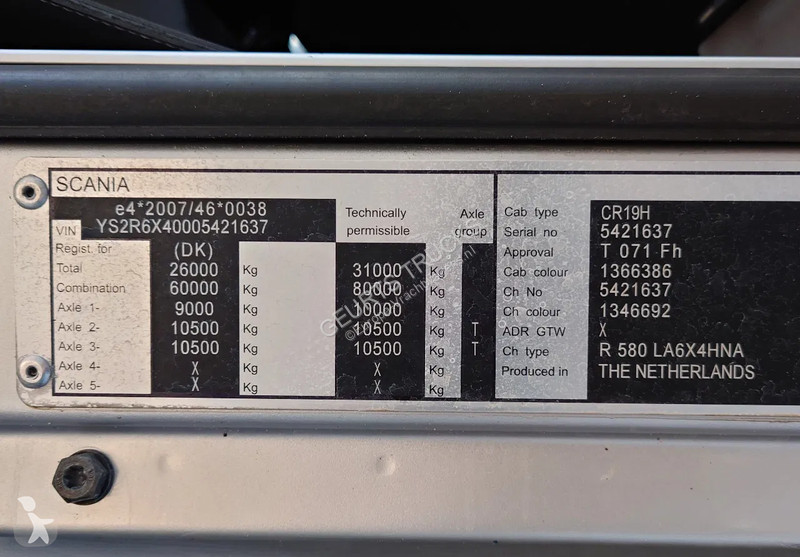 SCANIA
e4*2007/46*0038
VIN YS2R6X40005421637
Technically permissible
Axle group
Regist. for (DK)
Total 26000 Kg 31000 Kg
Combination 60000 Kg 80000 Kg
Axle 1- 9000 Kg 10000 Kg
Axle 2- 10500 Kg 10500 Kg T
Axle 3- 10500 Kg 10500 Kg T
Axle 4- X Kg X Kg
Axle 5- X Kg X Kg
Cab type CR19H
Serial no 5421637
Approval T 071 Fh
Cab colour 1366386
Ch No 5421637
Ch colour 1346692
ADR GTW X
Ch type R 580 LA6X4HNA
Produced in THE NETHERLANDS
GEURTS TRUCKS